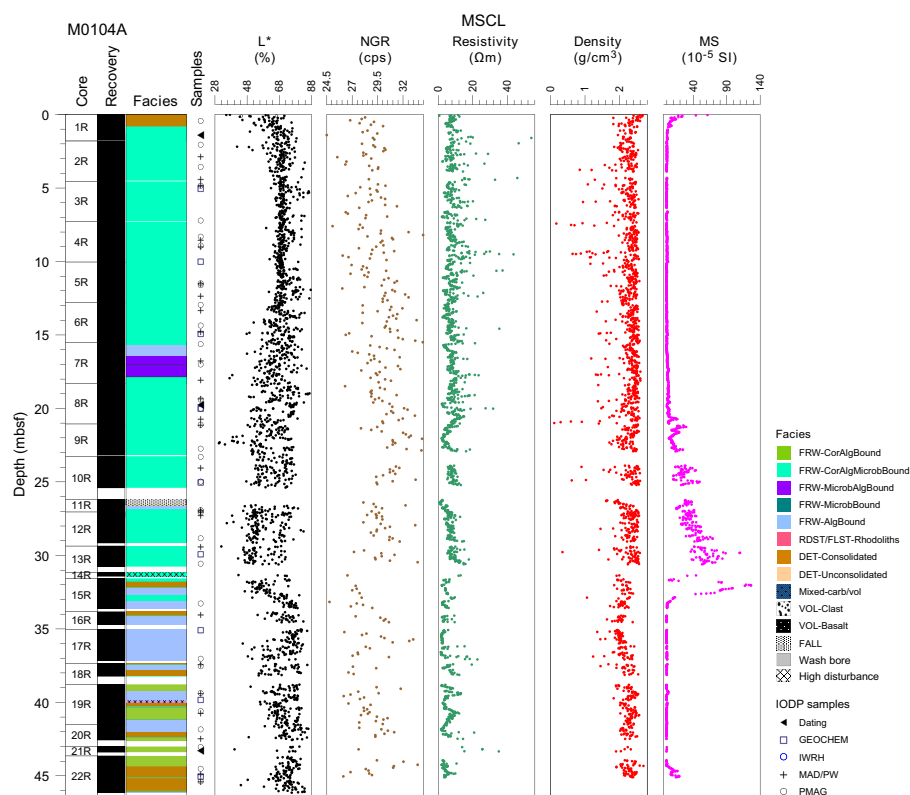 M0104A
MSCL
Core
Recovery
Facies
Samples
L*
(%)
NGR
(cps)
Resistivity
(Ωm)
Density
(g/cm³)
MS
(10⁻⁵ SI)
28 48 68 88
24.5 27 29.5 32
0 20 40
0 1 2
40 90 140
Depth (mbsf)
0
5
10
15
20
25
30
35
40
45
1R
2R
3R
4R
5R
6R
7R
8R
9R
10R
11R
12R
13R
14R
15R
16R
17R
18R
19R
20R
21R
22R
Facies
FRW-CorAlgBound
FRW-CorAlgMicrobBound
FRW-MicrobAlgBound
FRW-MicrobBound
FRW-AlgBound
RDST/FLST-Rhodoliths
DET-Consolidated
DET-Unconsolidated
Mixed-carb/vol
VOL-Clast
VOL-Basalt
FALL
Wash bore
High disturbance
IODP samples
Dating
GEOCHEM
IWRH
MAD/PW
PMAG